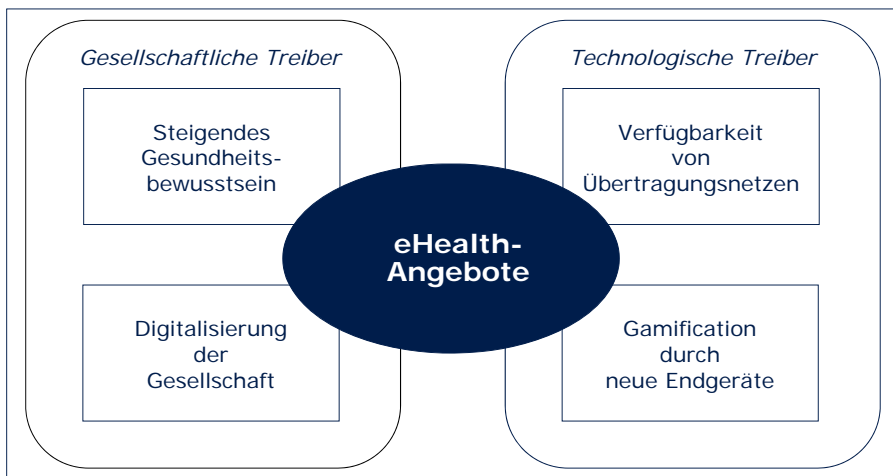 Gesellschaftliche Treiber
Steigendes
Gesundheits-
bewusstsein
Digitalisierung
der
Gesellschaft
eHealth-
Angebote
Technologische Treiber
Verfügbarkeit
von
Übertragungsnetzen
Gamification
durch
neue Endgeräte